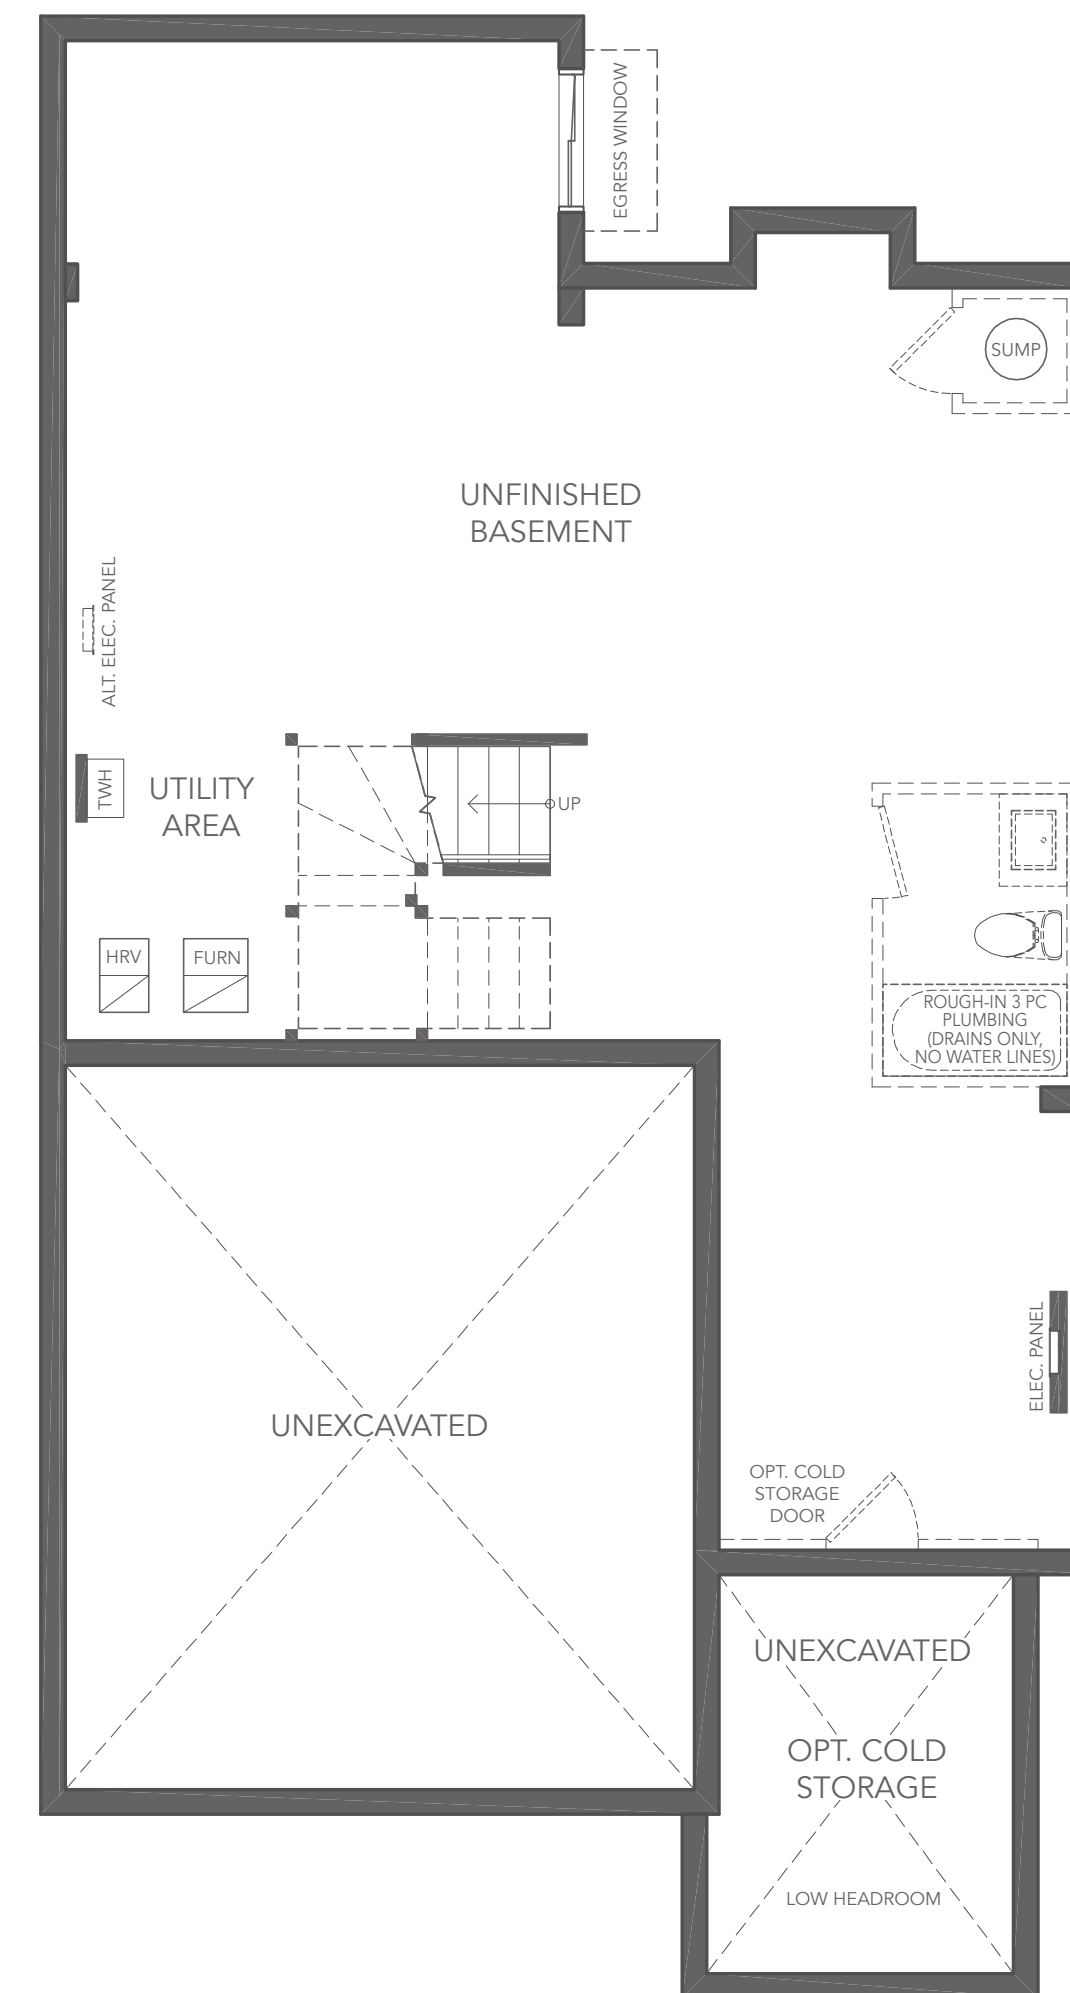 EGRESS WINDOW
SUMP
UNFINISHED
BASEMENT
ALT. ELEC. PANEL
TWH
UTILITY
AREA
UP
HRV
FURN
ROUGH-IN 3 PC
PLUMBING
(DRAINS ONLY,
NO WATER LINES)
ELEC. PANEL
UNEXCAVATED
OPT. COLD
STORAGE
DOOR
UNEXCAVATED
OPT. COLD
STORAGE
LOW HEADROOM